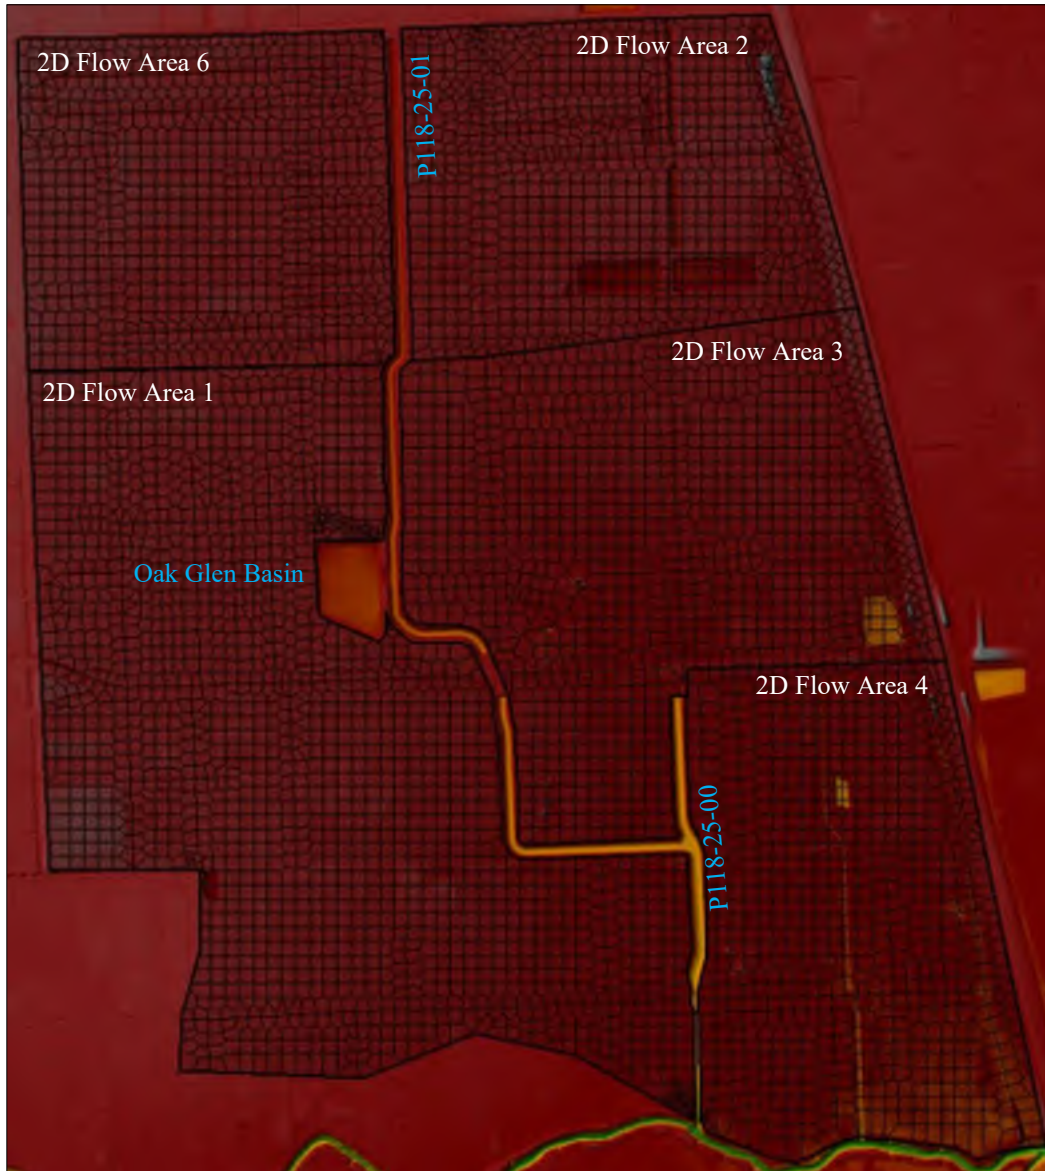 2D Flow Area 6
2D Flow Area 2
P118-25-01
2D Flow Area 3
2D Flow Area 1
Oak Glen Basin
2D Flow Area 4
P118-25-00